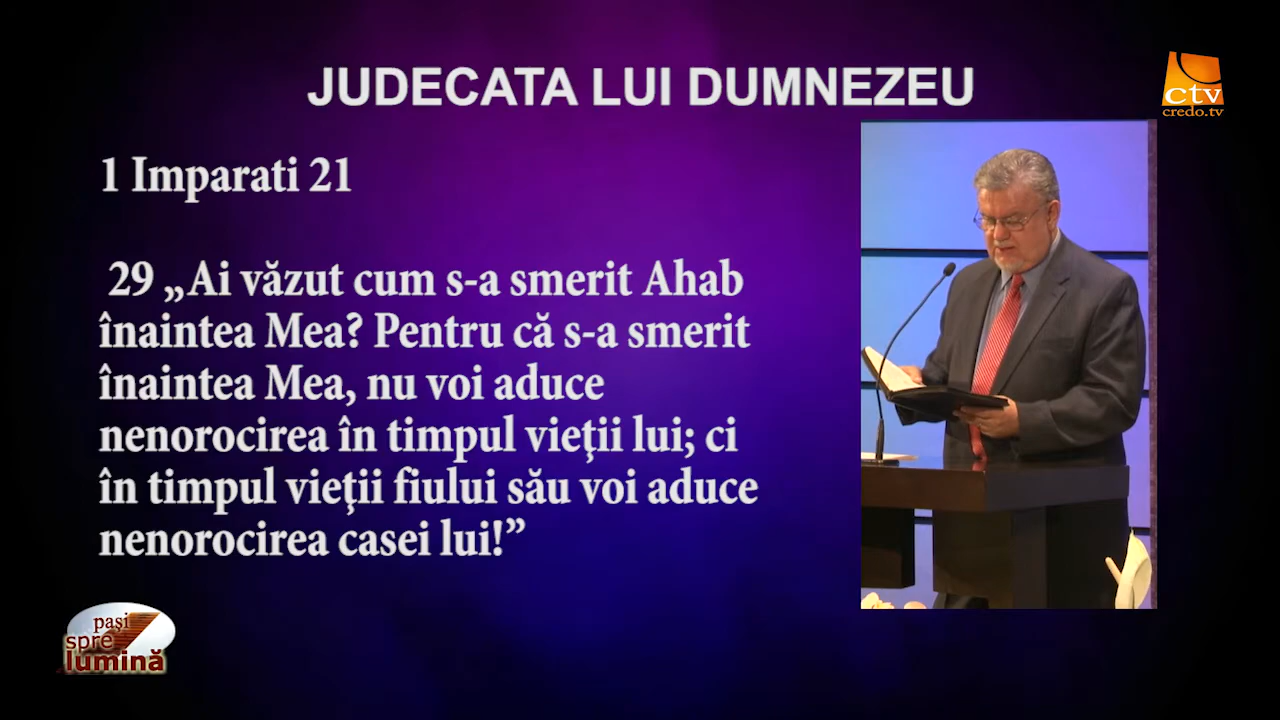 JUDECATA LUI DUMNEZEU
ctv
credo.tv
1 Imparati 21
29 „Ai văzut cum s-a smerit Ahab
înaintea Mea? Pentru că s-a smerit
înaintea Mea, nu voi aduce
nenorocirea în timpul vieţii lui; ci
în timpul vieţii fiului său voi aduce
nenorocirea casei lui!”
paşi
spre
lumină